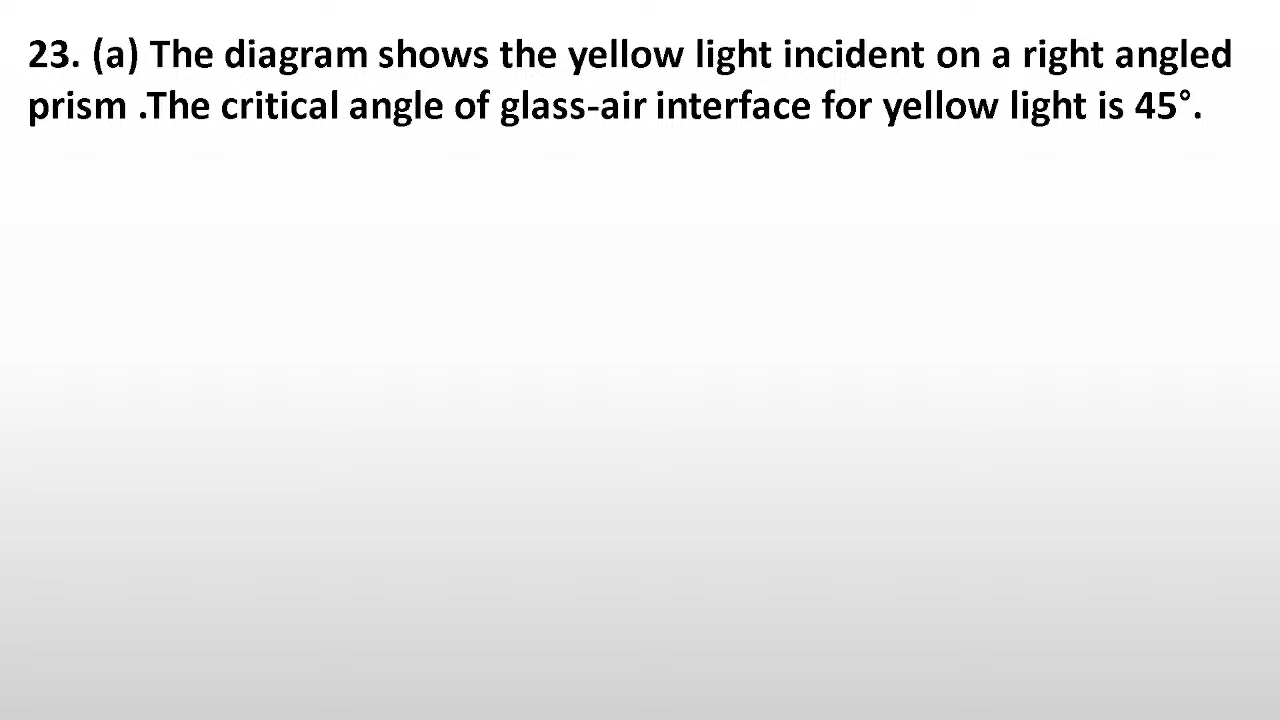 23. (a) The diagram shows the yellow light incident on a right angled
prism .The critical angle of glass-air interface for yellow light is 45°.